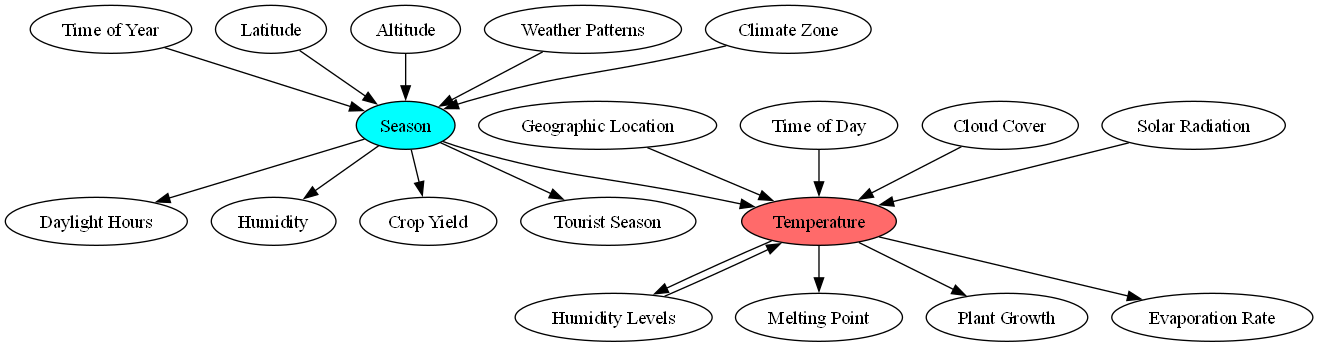 Time of Year
Latitude
Altitude
Weather Patterns
Climate Zone
Season
Geographic Location
Time of Day
Cloud Cover
Solar Radiation
Daylight Hours
Humidity
Crop Yield
Tourist Season
Temperature
Humidity Levels
Melting Point
Plant Growth
Evaporation Rate